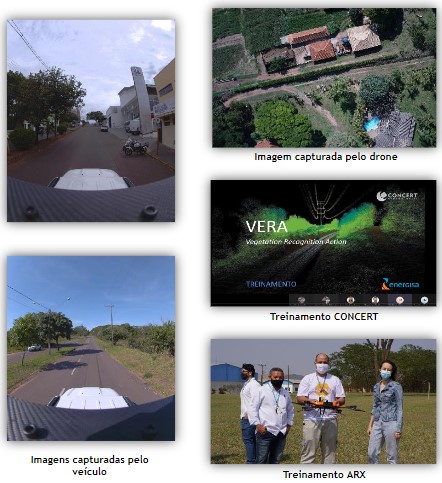 Imagem capturada pelo drone
CONCERT
VERA
Vegetation Recognition Action
TREINAMENTO
energisa
Treinamento CONCERT
Imagens capturadas pelo
veículo
Treinamento ARX